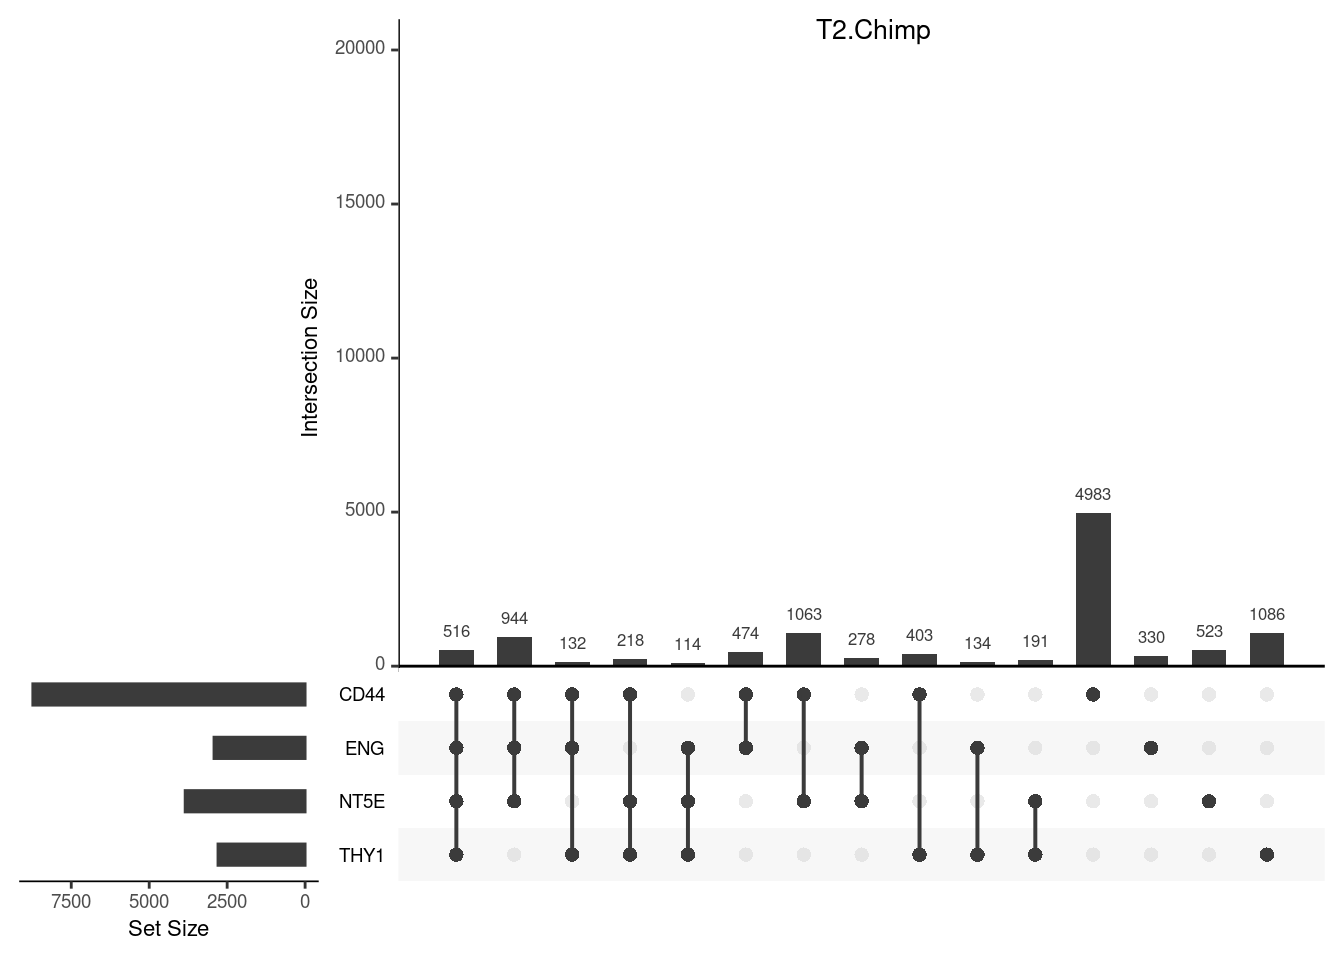 T2.Chimp
20000
15000
10000
5000
0
Intersection Size
516 944 132 218 114 474 1063 278 403 134 191 4983 330 523 1086
CD44
ENG
NT5E
THY1
7500 5000 2500 0
Set Size